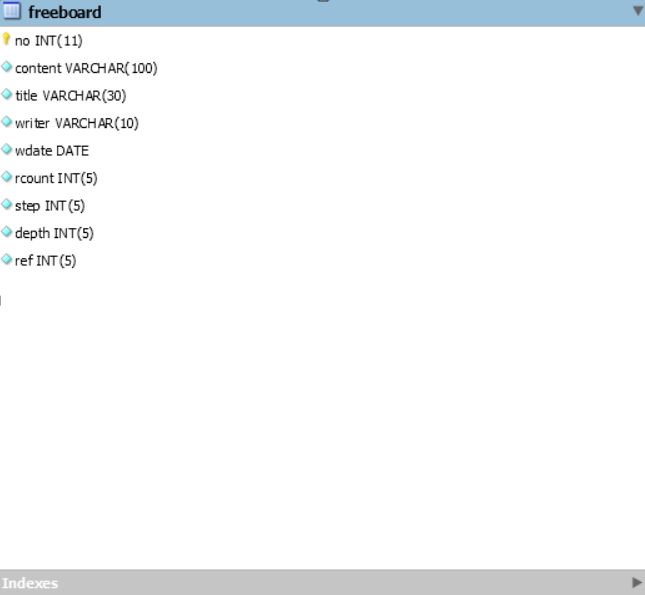 freeboard
no INT(11)
content VARCHAR(100)
title VARCHAR(30)
writer VARCHAR(10)
wdate DATE
rcount INT(5)
step INT(5)
depth INT(5)
ref INT(5)
Indexes